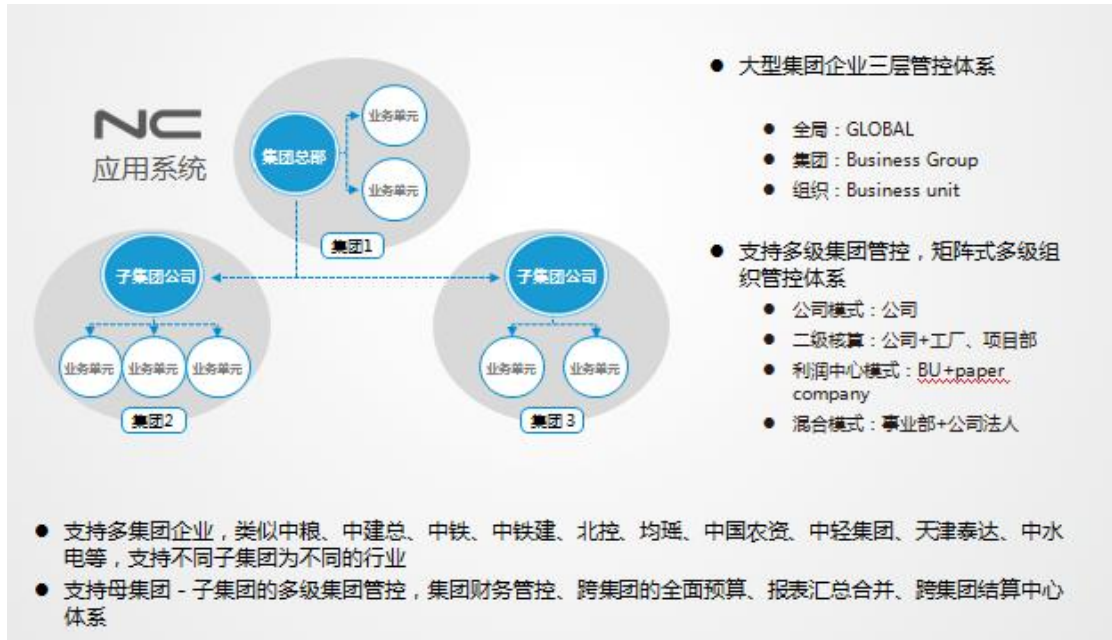 NC
应用系统
集团总部
业务单元
业务单元
集团1
子集团公司
业务单元
业务单元
业务单元
集团2
子集团公司
业务单元
业务单元
集团 3
● 大型集团企业三层管控体系
● 全局：GLOBAL
● 集团：Business Group
● 组织：Business unit
● 支持多级集团管控，矩阵式多级组
织管控体系
● 公司模式：公司
● 二级核算：公司+工厂、项目部
● 利润中心模式：BU+paper
company
● 混合模式：事业部+公司法人
● 支持多集团企业，类似中粮、中建总、中铁、中铁建、北控、均瑶、中国农资、中轻集团、天津泰达、中水
电等，支持不同子集团为不同的行业
● 支持母集团－子集团的多级集团管控，集团财务管控、跨集团的全面预算、报表汇总合并、跨集团结算中心
体系